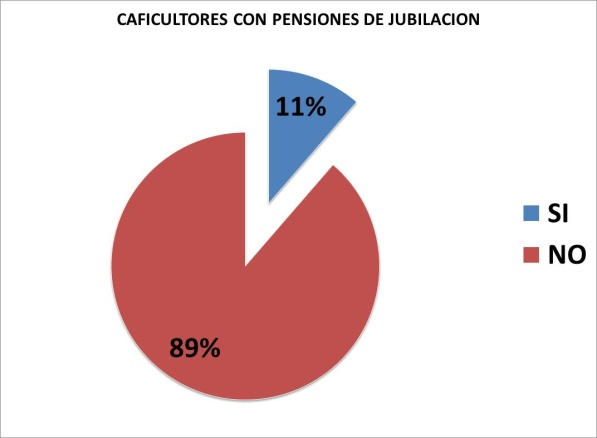 CAFICULTORES CON PENSIONES DE JUBILACION
11%
SI
NO
89%